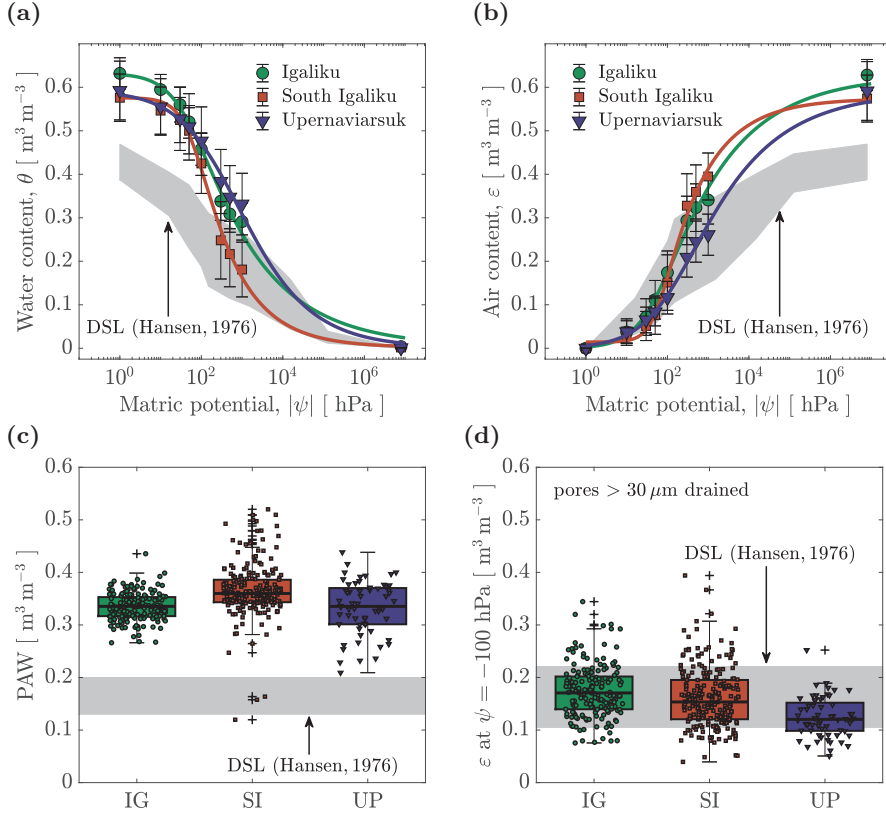 (a)
(b)
0.6
0.5
0.4
0.3
0.2
0.1
0
Water content, θ [ m³ m⁻³ ]
Igaliku
South Igaliku
Upernaviarsuk
DSL (Hansen, 1976)
10⁰ 10² 10⁴ 10⁶
Matric potential, |ψ| [ hPa ]
0.6
0.5
0.4
0.3
0.2
0.1
0
Air content, ε [ m³ m⁻³ ]
Igaliku
South Igaliku
Upernaviarsuk
DSL (Hansen, 1976)
10⁰ 10² 10⁴ 10⁶
Matric potential, |ψ| [ hPa ]
(c)
(d)
0.6
0.5
0.4
0.3
0.2
0.1
0
PAW [ m³ m⁻³ ]
DSL (Hansen, 1976)
IG SI UP
0.6
0.5
0.4
0.3
0.2
0.1
0
ε at ψ = −100 hPa [ m³ m⁻³ ]
pores > 30 μm drained
DSL (Hansen, 1976)
IG SI UP